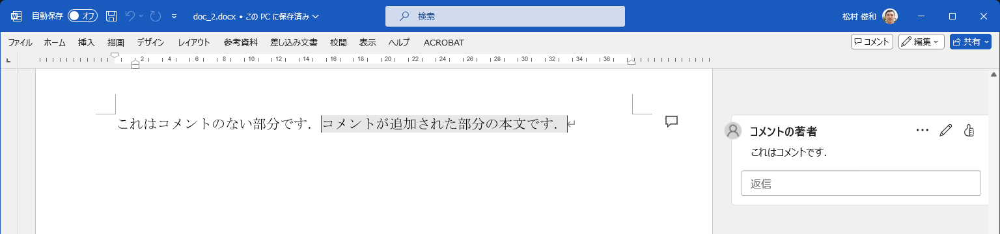 自動保存 オフ doc_2.docx • この PC に保存済み 検索 松村 俊和
ファイル ホーム 挿入 描画 デザイン レイアウト 参考資料 差し込み文書 校閲 表示 ヘルプ ACROBAT コメント 編集 共有
2 4 6 8 10 12 14 16 18 20 22 24 26 28 30 32 34 36
これはコメントのない部分です．コメントが追加された部分の本文です．↵
コメントの著者
これはコメントです．
返信